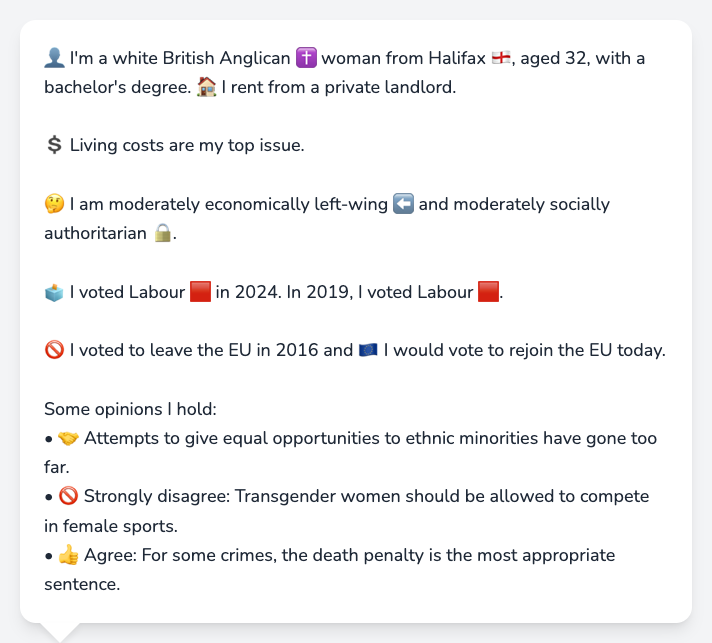 👤 I'm a white British Anglican ✝️ woman from Halifax 🏴󠁧󠁢󠁥󠁮󠁧󠁿, aged 32, with a
bachelor's degree. 🏠 I rent from a private landlord.
💲 Living costs are my top issue.
🤔 I am moderately economically left-wing ⬅️ and moderately socially
authoritarian 🔒.
🗳️ I voted Labour 🟥 in 2024. In 2019, I voted Labour 🟥.
🚫 I voted to leave the EU in 2016 and 🇪🇺 I would vote to rejoin the EU today.
Some opinions I hold:
• 🤝 Attempts to give equal opportunities to ethnic minorities have gone too
far.
• 🚫 Strongly disagree: Transgender women should be allowed to compete
in female sports.
• 👍 Agree: For some crimes, the death penalty is the most appropriate
sentence.